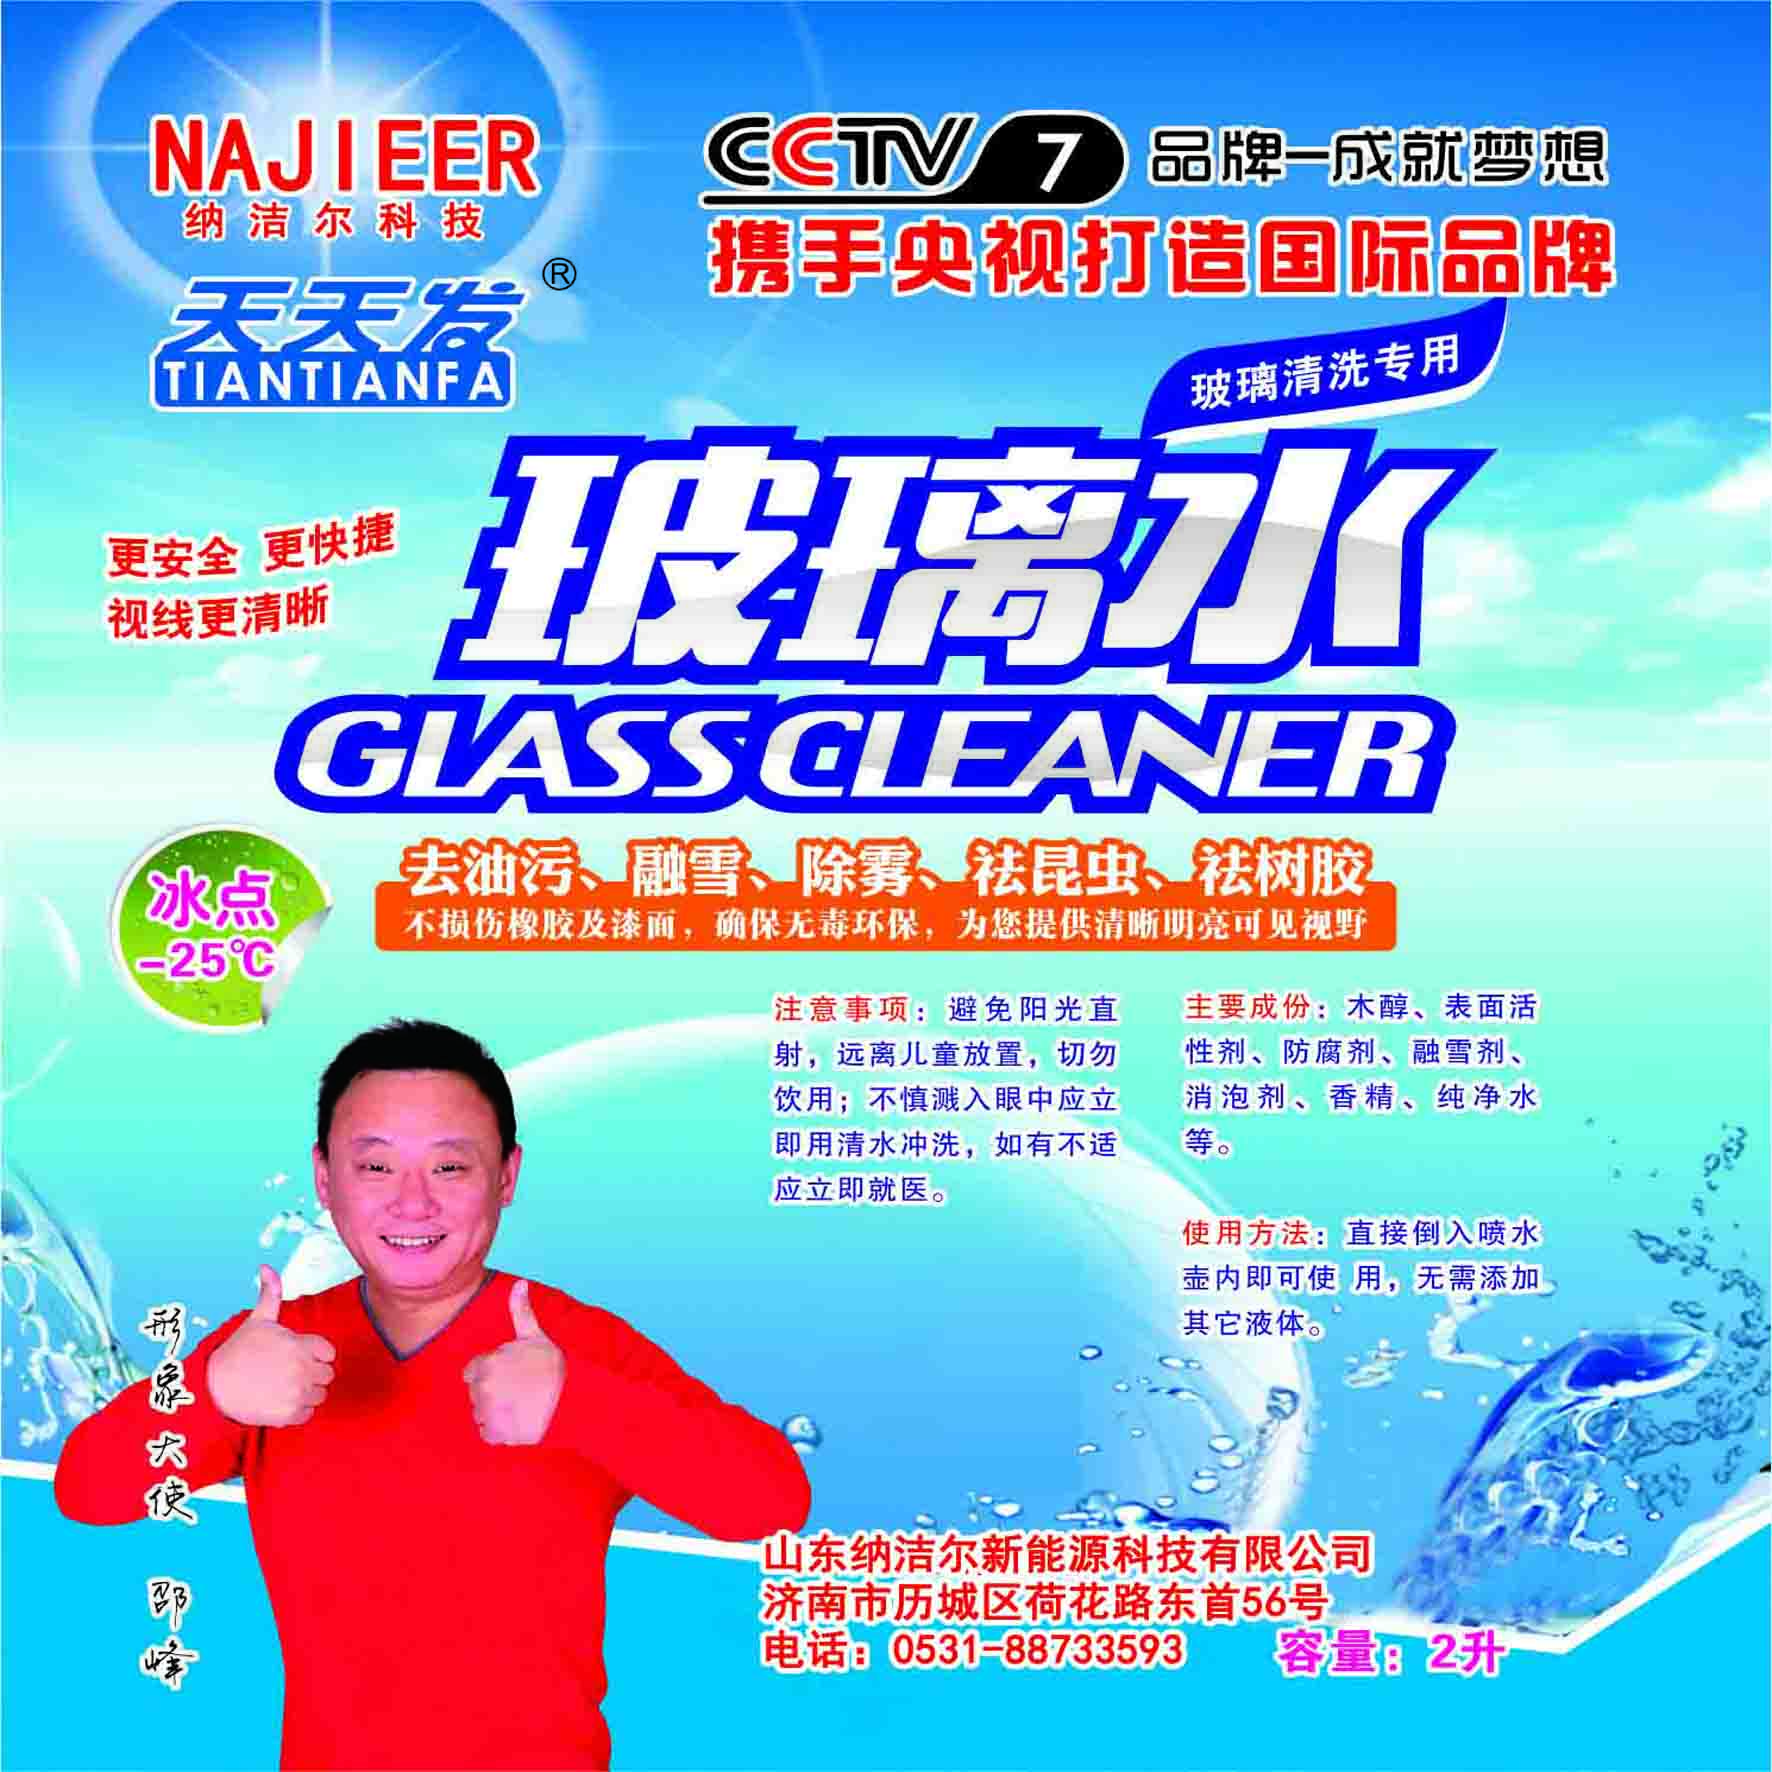 NAJIEER
纳洁尔科技
天天发®
TIANTIANFA
CCTV 7 品牌—成就梦想
携手央视打造国际品牌
玻璃清洗专用
更安全 更快捷
视线更清晰
玻璃水
GLASS CLEANER
冰点
-25℃
去油污、融雪、除雾、祛昆虫、祛树胶
不损伤橡胶及漆面，确保无毒环保，为您提供清晰明亮可见视野
注意事项：避免阳光直
射，远离儿童放置，切勿
饮用；不慎溅入眼中应立
即用清水冲洗，如有不适
应立即就医。
主要成份：木醇、表面活
性剂、防腐剂、融雪剂、
消泡剂、香精、纯净水
等。
使用方法：直接倒入喷水
壶内即可使 用，无需添加
其它液体。
形象大使 邵峰
山东纳洁尔新能源科技有限公司
济南市历城区荷花路东首56号
电话：0531-88733593
容量：2升